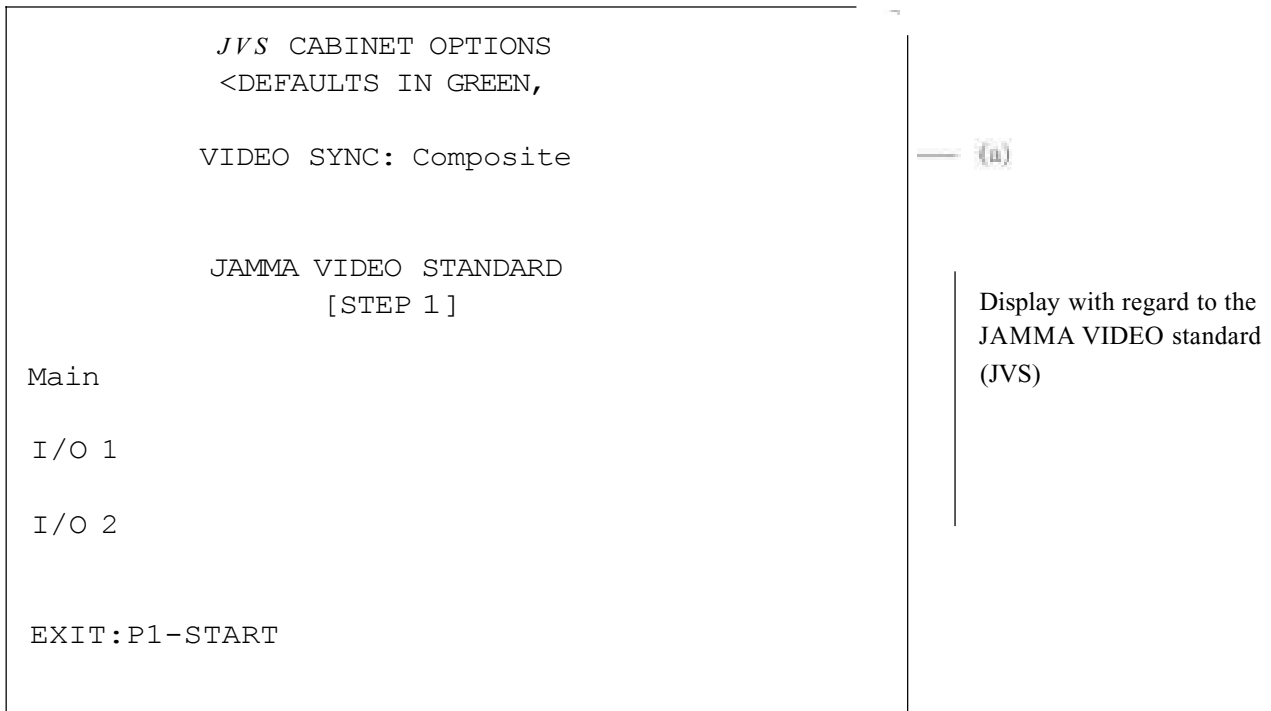 JVS CABINET OPTIONS
<DEFAULTS IN GREEN,
VIDEO SYNC: Composite
(a)
JAMMA VIDEO STANDARD
[STEP 1]
Display with regard to the
JAMMA VIDEO standard
(JVS)
Main
I/O 1
I/O 2
EXIT:P1-START